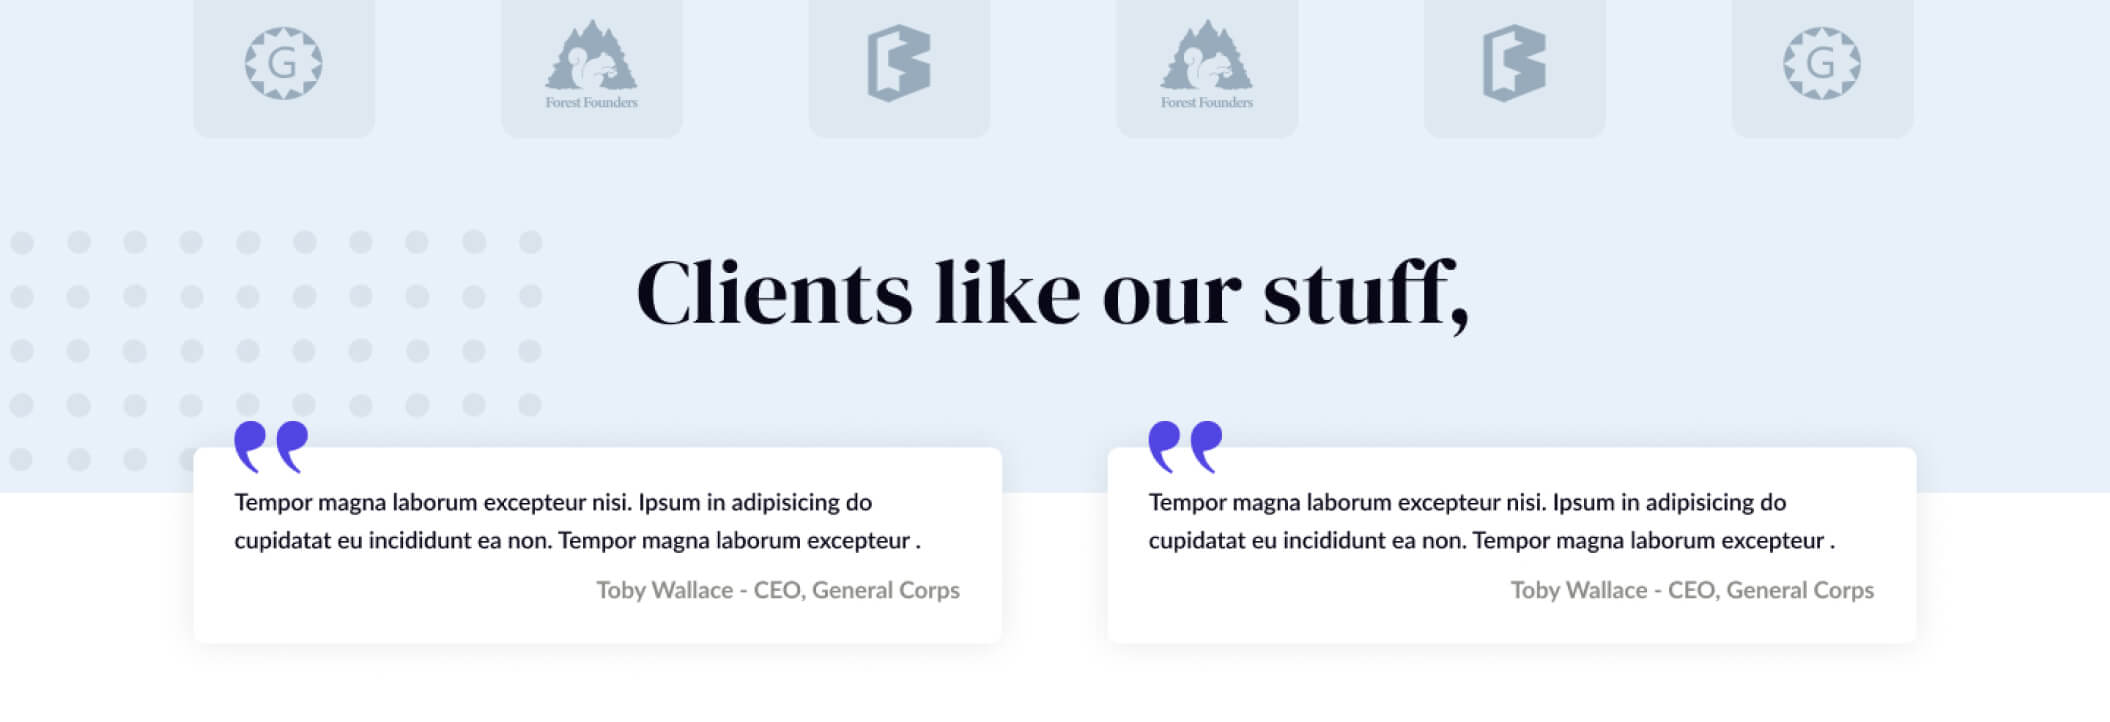 G
Forest Founders
B
Forest Founders
B
G
Clients like our stuff,
Tempor magna laborum excepteur nisi. Ipsum in adipisicing do
cupidatat eu incididunt ea non. Tempor magna laborum excepteur .
Toby Wallace - CEO, General Corps
Tempor magna laborum excepteur nisi. Ipsum in adipisicing do
cupidatat eu incididunt ea non. Tempor magna laborum excepteur .
Toby Wallace - CEO, General Corps